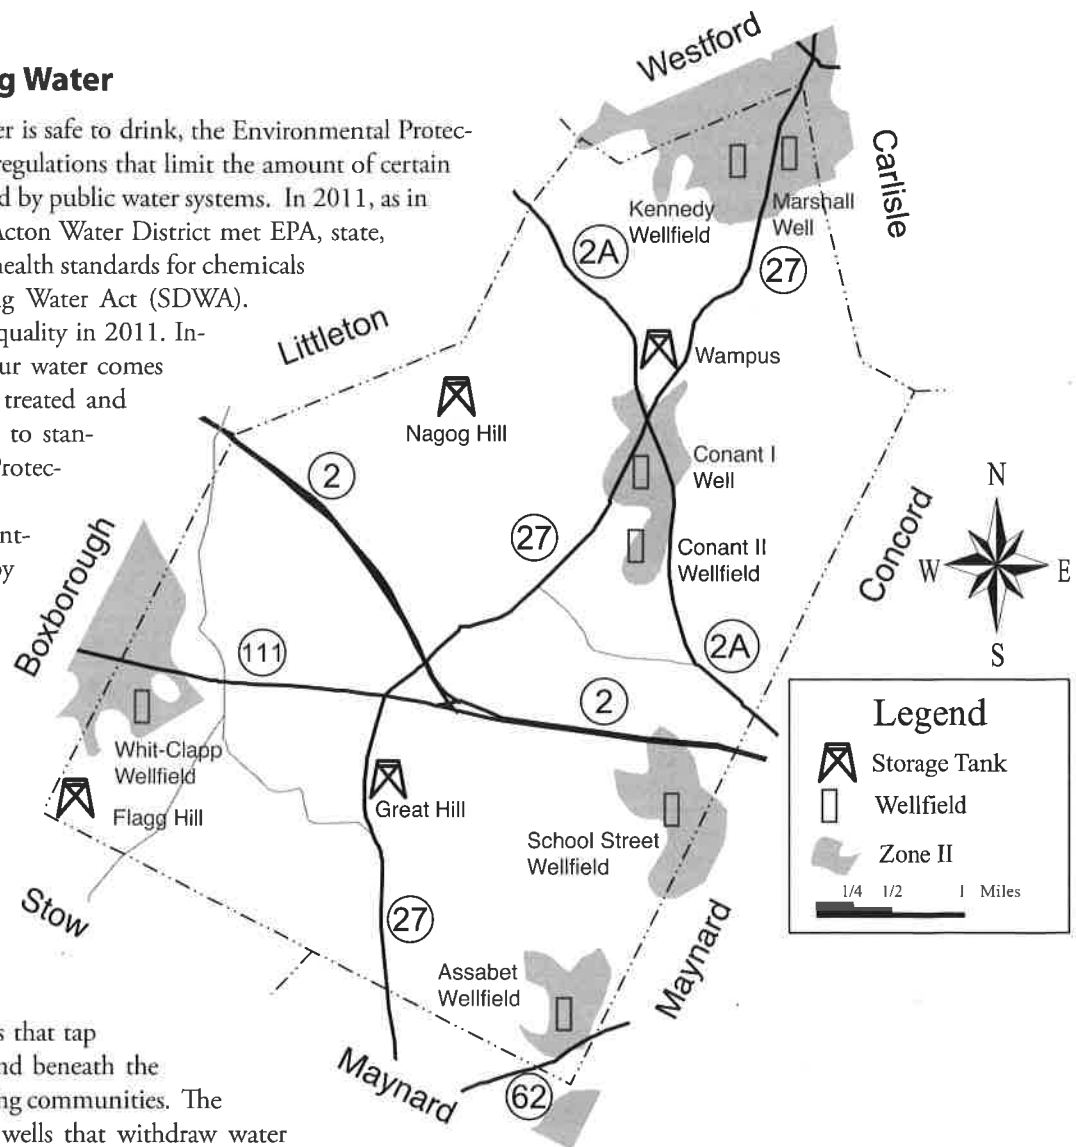 g Water
er is safe to drink, the Environmental Protec-
regulations that limit the amount of certain
d by public water systems. In 2011, as in
Acton Water District met EPA, state,
health standards for chemicals
g Water Act (SDWA).
quality in 2011. In-
ur water comes
treated and
to stan-
Protec-
nt-
by
s that tap
nd beneath the
ng communities. The
wells that withdraw water
Westford
Carlisle
Kennedy
Wellfield
Marshall
Well
2A
27
Littleton
Wampus
Nagog Hill
2
Conant I
Well
27
Conant II
Wellfield
Concord
N
W
E
S
Boxborough
111
2A
2
Whit-Clapp
Wellfield
Flagg Hill
Great Hill
School Street
Wellfield
Stow
27
Assabet
Wellfield
Maynard
Maynard
62
Legend
Storage Tank
Wellfield
Zone II
1/4 1/2 1 Miles